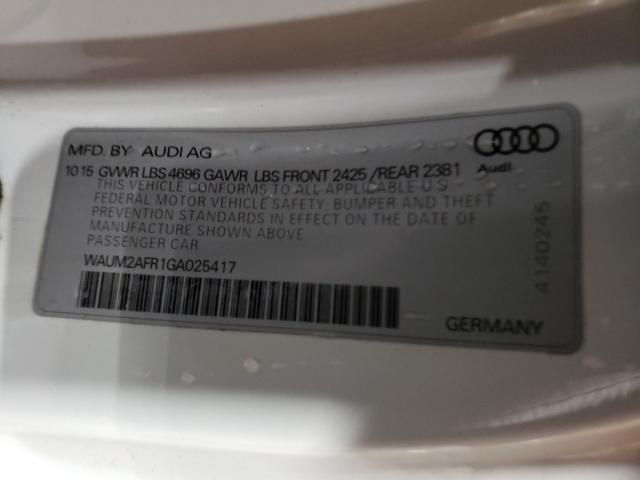 MFD. BY AUDI AG
Audi
10 15 GVWR LBS 4696 GAWR LBS FRONT 2425 /REAR 2381
THIS VEHICLE CONFORMS TO ALL APPLICABLE U S
FEDERAL MOTOR VEHICLE SAFETY, BUMPER AND THEFT
PREVENTION STANDARDS IN EFFECT ON THE DATE OF
MANUFACTURE SHOWN ABOVE
PASSENGER CAR
WAUM2AFR1GA025417
4140245
GERMANY